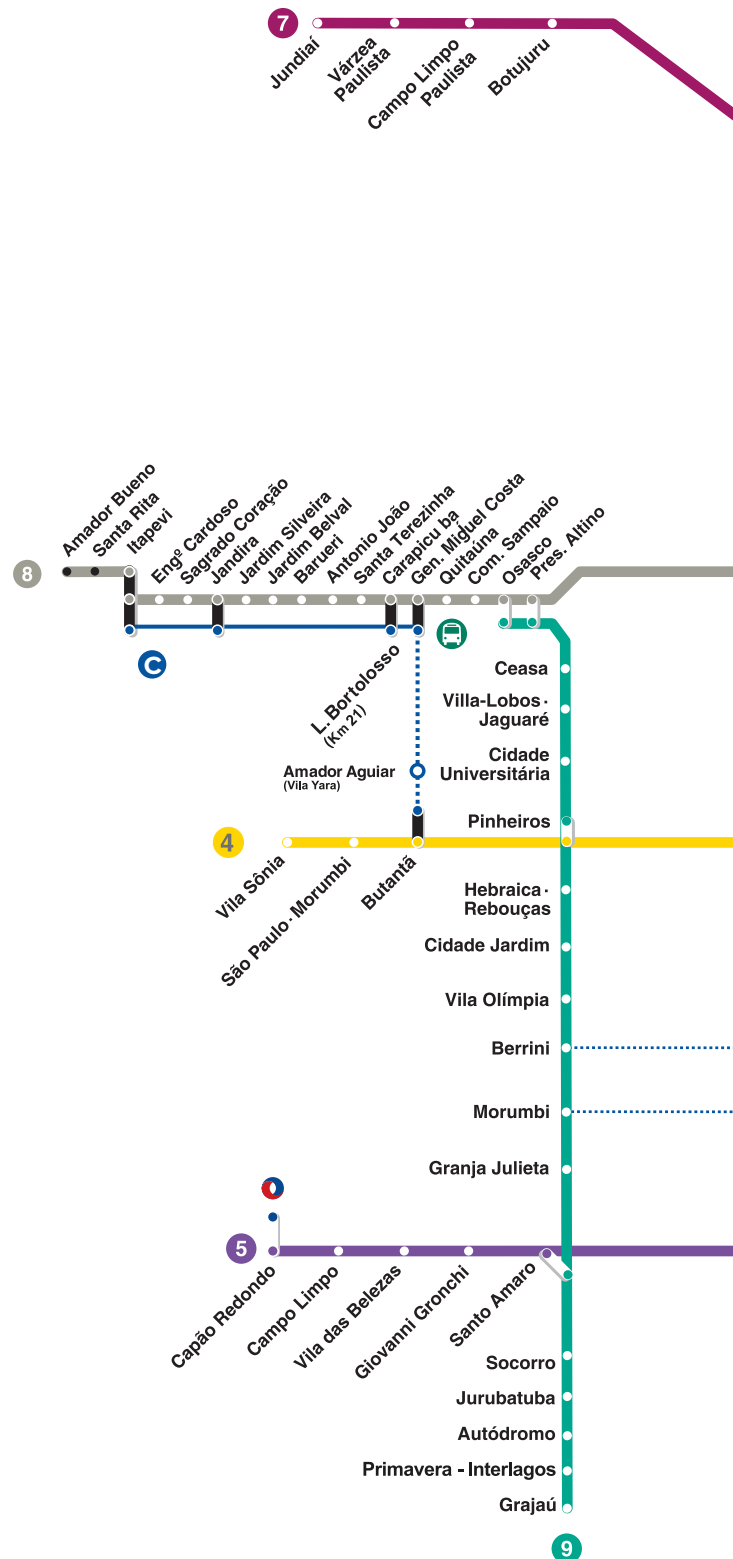 7
Jundiaí
Várzea
Paulista
Campo Limpo
Paulista
Botujuru
8
Amador Bueno
Santa Rita
Itapevi
Engº Cardoso
Sagrado Coração
Jandira
Jardim Silveira
Jardim Belval
Barueri
Antonio João
Santa Terezinha
Carapicu ba
Gen. Miguel Costa
Quitaúna
Com. Sampaio
Osasco
Pres. Altino
C
L. Bortolosso
(Km 21)
Amador Aguiar
(Vila Yara)
Ceasa
Villa-Lobos ·
Jaguaré
Cidade
Universitária
Pinheiros
4
Vila Sônia
São Paulo · Morumbi
Butantã
Hebraica ·
Rebouças
Cidade Jardim
Vila Olímpia
Berrini
Morumbi
Granja Julieta
5
Capão Redondo
Campo Limpo
Vila das Belezas
Giovanni Gronchi
Santo Amaro
Socorro
Jurubatuba
Autódromo
Primavera - Interlagos
Grajaú
9